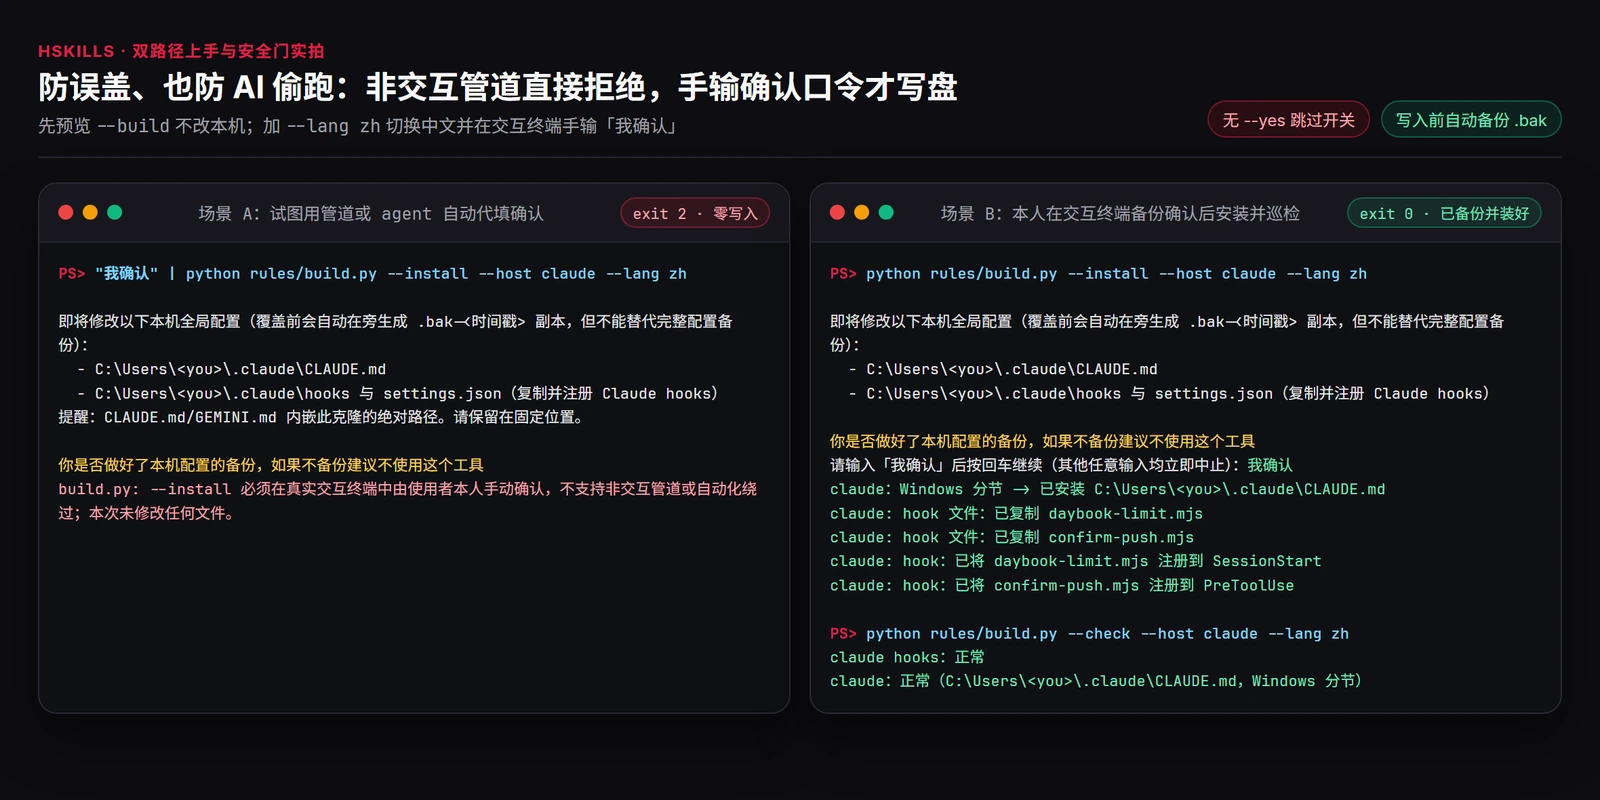 HSKILLS · 双路径上手与安全门实拍
防误盖、也防 AI 偷跑：非交互管道直接拒绝，手输确认口令才写盘
先预览 --build 不改本机；加 --lang zh 切换中文并在交互终端手输「我确认」
无 --yes 跳过开关
写入前自动备份 .bak
场景 A：试图用管道或 agent 自动代填确认
exit 2 · 零写入
PS> "我确认" | python rules/build.py --install --host claude --lang zh
即将修改以下本机全局配置（覆盖前会自动在旁生成 .bak-<时间戳> 副本，但不能替代完整配置备
份）：
- C:\Users\<you>\.claude\CLAUDE.md
- C:\Users\<you>\.claude\hooks 与 settings.json（复制并注册 Claude hooks）
提醒：CLAUDE.md/GEMINI.md 内嵌此克隆的绝对路径。请保留在固定位置。
你是否做好了本机配置的备份，如果不备份建议不使用这个工具
build.py: --install 必须在真实交互终端中由使用者本人手动确认，不支持非交互管道或自动化绕
过；本次未修改任何文件。
场景 B：本人在交互终端备份确认后安装并巡检
exit 0 · 已备份并装好
PS> python rules/build.py --install --host claude --lang zh
即将修改以下本机全局配置（覆盖前会自动在旁生成 .bak-<时间戳> 副本，但不能替代完整配置备
份）：
- C:\Users\<you>\.claude\CLAUDE.md
- C:\Users\<you>\.claude\hooks 与 settings.json（复制并注册 Claude hooks）
你是否做好了本机配置的备份，如果不备份建议不使用这个工具
请输入「我确认」后按回车继续（其他任意输入均立即中止）：我确认
claude：Windows 分节 -> 已安装 C:\Users\<you>\.claude\CLAUDE.md
claude: hook 文件：已复制 daybook-limit.mjs
claude: hook 文件：已复制 confirm-push.mjs
claude: hook：已将 daybook-limit.mjs 注册到 SessionStart
claude: hook：已将 confirm-push.mjs 注册到 PreToolUse
PS> python rules/build.py --check --host claude --lang zh
claude hooks：正常
claude：正常（C:\Users\<you>\.claude\CLAUDE.md，Windows 分节）